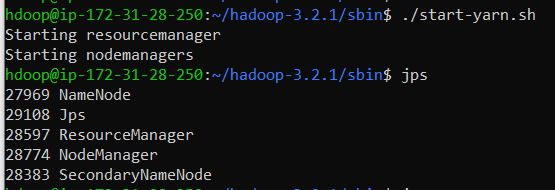 hdoop@ip-172-31-28-250:~/hadoop-3.2.1/sbin$ ./start-yarn.sh
Starting resourcemanager
Starting nodemanagers
hdoop@ip-172-31-28-250:~/hadoop-3.2.1/sbin$ jps
27969 NameNode
29108 Jps
28597 ResourceManager
28774 NodeManager
28383 SecondaryNameNode